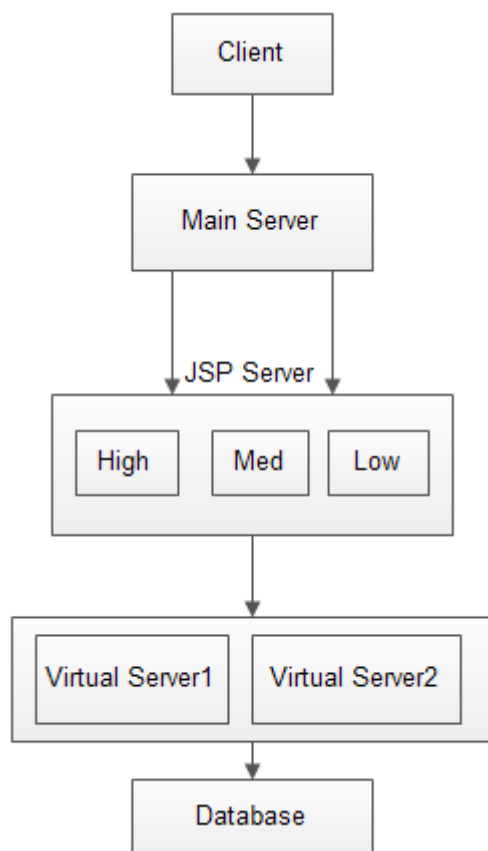 Client
Main Server
JSP Server
High Med Low
Virtual Server1 Virtual Server2
Database